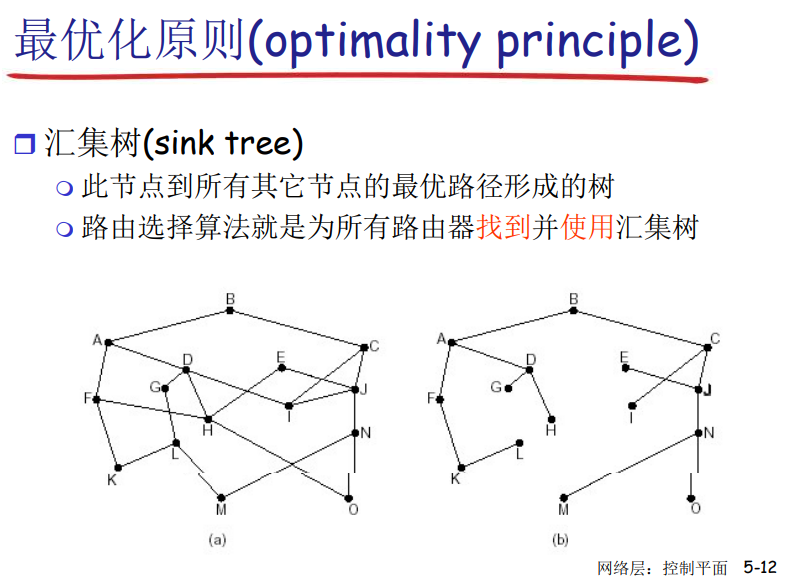 最优化原则(optimality principle)
汇集树(sink tree)
此节点到所有其它节点的最优路径形成的树
路由选择算法就是为所有路由器找到并使用汇集树
B B
A C A C
D E D E
G J G J
F I F I
H N H N
L L
K K
M O M O
(a) (b)
网络层：控制平面 5-12